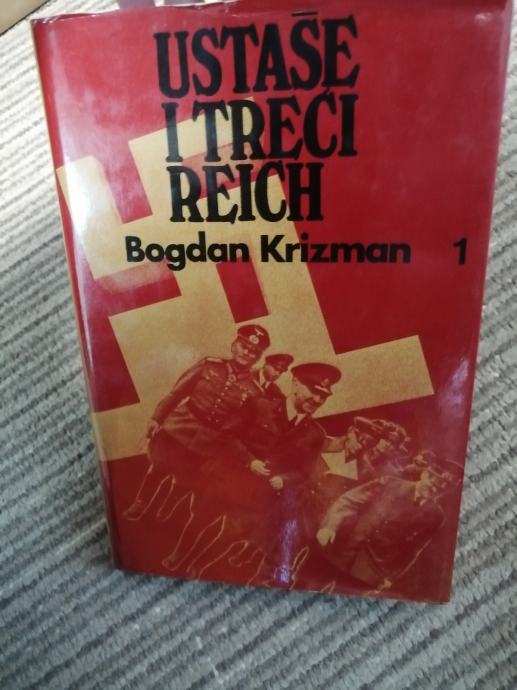 USTAŠE
I TREĆI
REICH
Bogdan Krizman 1